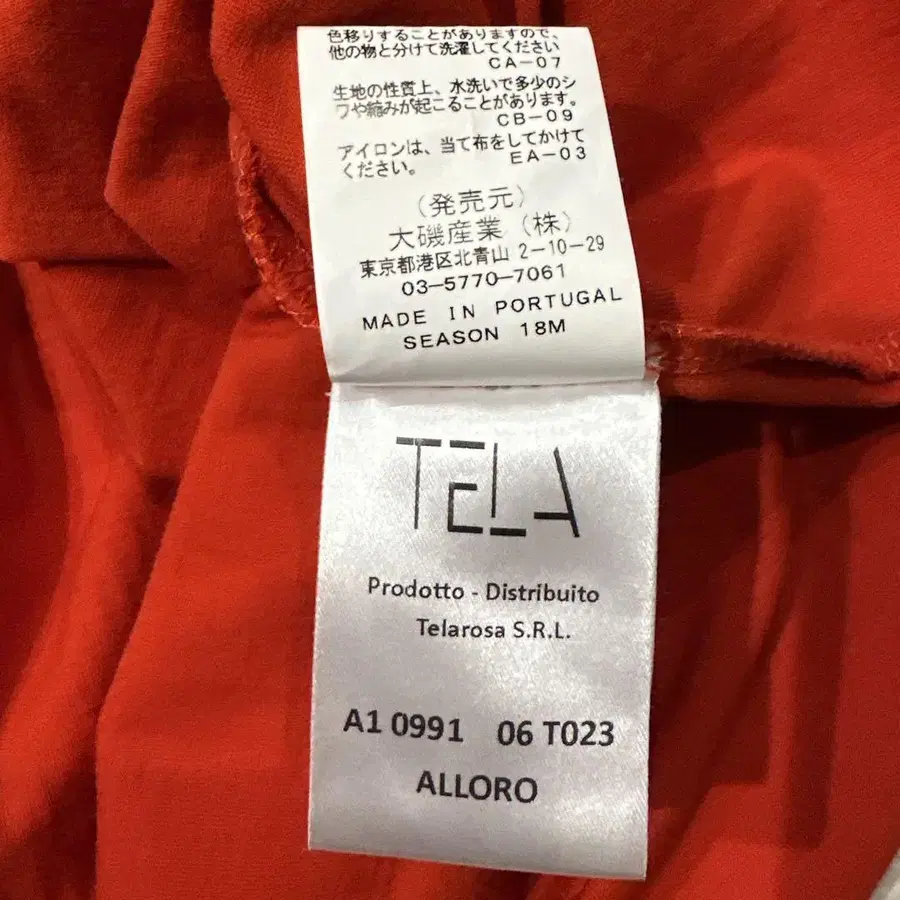 色移りすることがありますので、
他の物と分けて洗濯してください
CA-07
生地の性質上、水洗いで多少のシ
ワや縮みが起こることがあります。
CB-09
アイロンは、当て布をしてかけて
ください。
EA-03
(発売元)
大磯産業(株)
東京都港区北青山 2-10-29
03-5770-7061
MADE IN PORTUGAL
SEASON 18M
TELA
Prodotto - Distribuito
Telarosa S.R.L.
A1 0991 06 T023
ALLORO